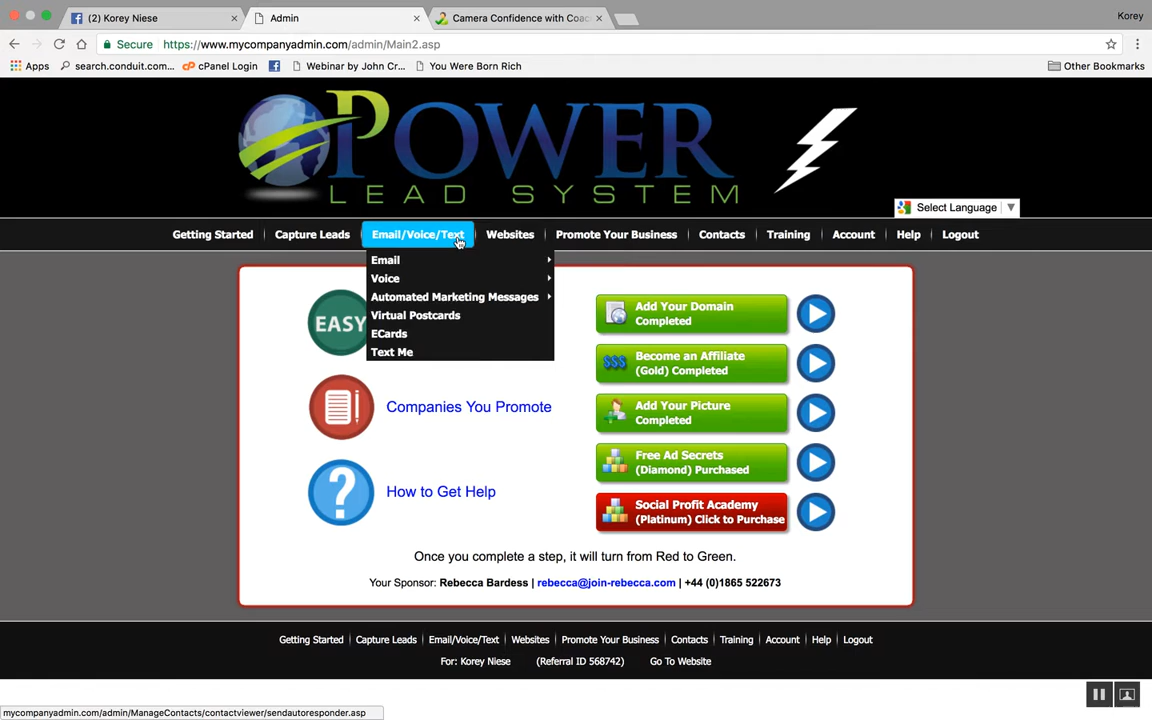 (2) Korey Niese
Admin
Camera Confidence with Coac
Korey
Secure
https://www.mycompanyadmin.com/admin/Main2.asp
Apps
search.conduit.com...
cPanel Login
Webinar by John Cr...
You Were Born Rich
Other Bookmarks
POWER
LEAD SYSTEM
Select Language ▼
Getting Started
Capture Leads
Email/Voice/Text
Websites
Promote Your Business
Contacts
Training
Account
Help
Logout
Email
Voice
Automated Marketing Messages
Virtual Postcards
ECards
Text Me
EASY
Companies You Promote
?
How to Get Help
Add Your Domain
Completed
$$$
Become an Affiliate
(Gold) Completed
Add Your Picture
Completed
Free Ad Secrets
(Diamond) Purchased
Social Profit Academy
(Platinum) Click to Purchase
Once you complete a step, it will turn from Red to Green.
Your Sponsor: Rebecca Bardess | rebecca@join-rebecca.com | +44 (0)1865 522673
Getting Started | Capture Leads | Email/Voice/Text | Websites | Promote Your Business | Contacts | Training | Account | Help | Logout
For: Korey Niese (Referral ID 568742) Go To Website
mycompanyadmin.com/admin/ManageContacts/contactviewer/sendautoresponder.asp